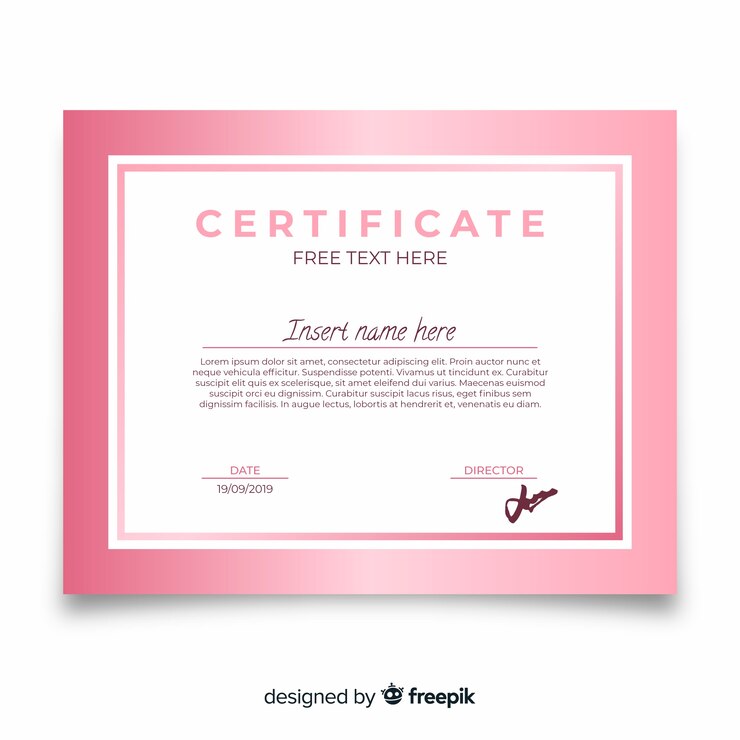 CERTIFICATE
FREE TEXT HERE
Insert name here
Lorem ipsum dolor sit amet, consectetur adipiscing elit. Proin auctor nunc, in
neque vehicula efficitur. Suspendisse potenti. Vivamus ut tincidunt ex. Curabitur
suscipit elit quis ex scelerisque, sit amet eleifend dui varius. Maecenas euismod
suscipit orci eu dignissim. Curabitur suscipit lacus risus, eget finibus sem
dignissim facilisis. In augue lectus, lobortis at hendrerit et, venenatis eu diam.
DATE
19/09/2019
DIRECTOR
designed by freepik